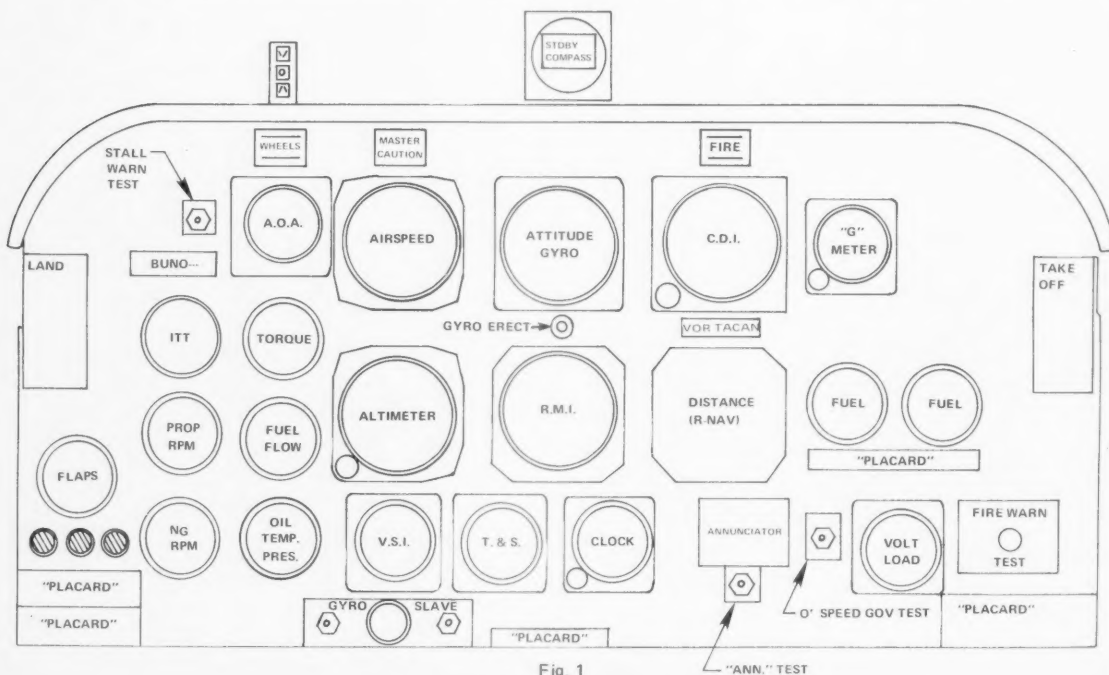 STDBY
COMPASS
WHEELS
MASTER
CAUTION
FIRE
STALL
WARN
TEST
A.O.A.
AIRSPEED
ATTITUDE
GYRO
C.D.I.
"G"
METER
BUNO---
LAND
TAKE
OFF
GYRO ERECT
VOR TACAN
ITT
TORQUE
ALTIMETER
R.M.I.
DISTANCE
(R-NAV)
FUEL
FUEL
"PLACARD"
PROP
RPM
FUEL
FLOW
FLAPS
NG
RPM
OIL
TEMP.
PRES.
V.S.I.
T. & S.
CLOCK
ANNUNCIATOR
VOLT
LOAD
FIRE WARN
TEST
O' SPEED GOV TEST
"PLACARD"
"PLACARD"
GYRO
SLAVE
"PLACARD"
"PLACARD"
"ANN." TEST
Fig. 1